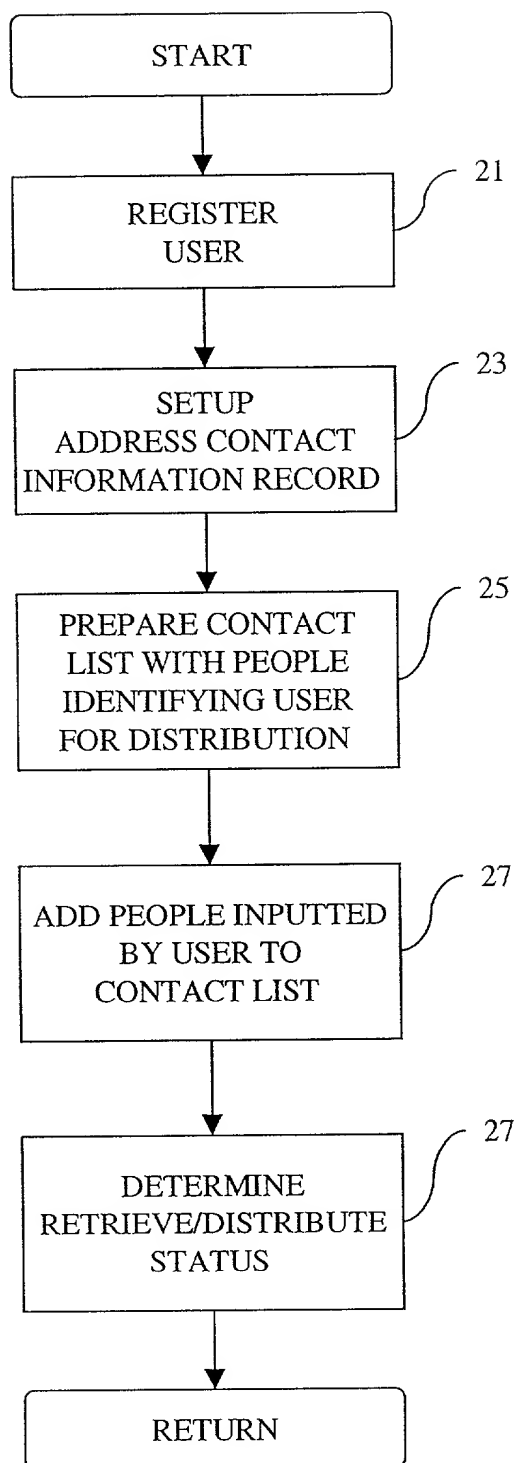 START
21
REGISTER
USER
23
SETUP
ADDRESS CONTACT
INFORMATION RECORD
25
PREPARE CONTACT
LIST WITH PEOPLE
IDENTIFYING USER
FOR DISTRIBUTION
27
ADD PEOPLE INPUTTED
BY USER TO
CONTACT LIST
27
DETERMINE
RETRIEVE/DISTRIBUTE
STATUS
RETURN